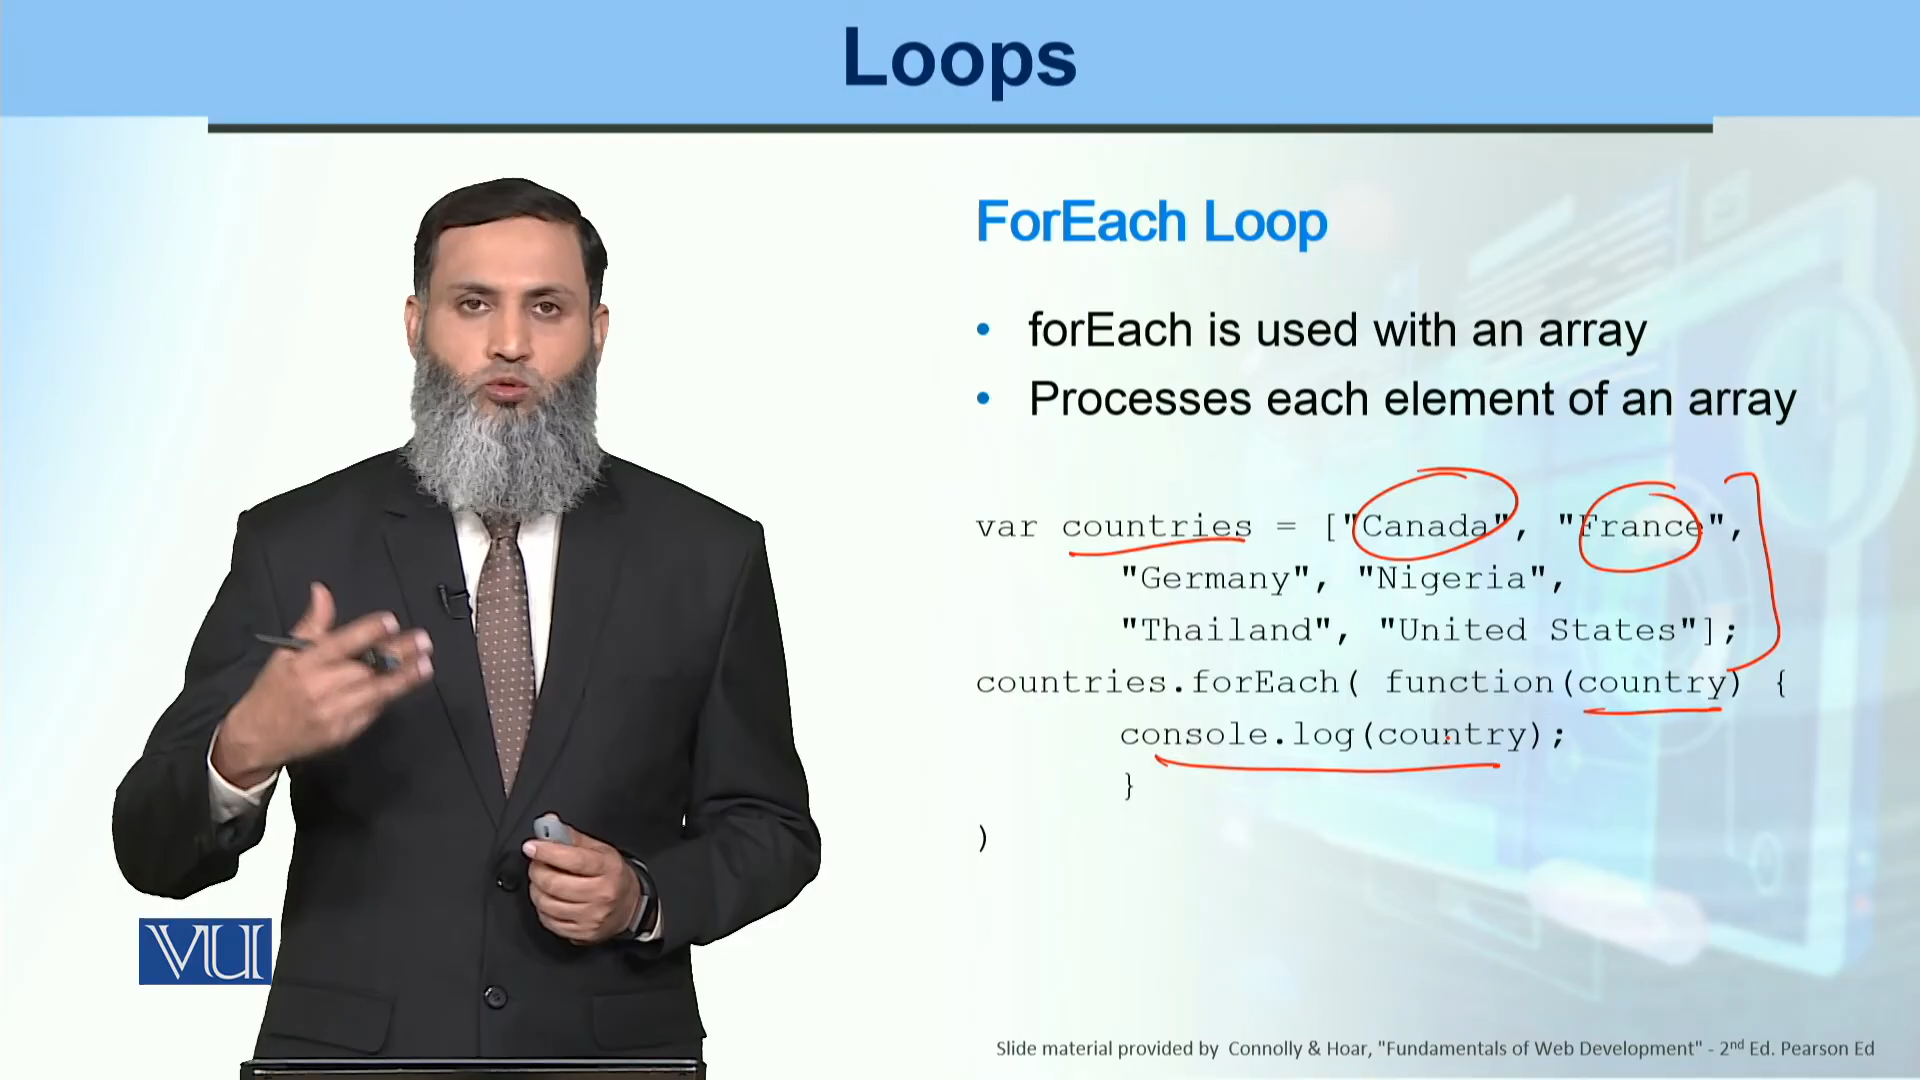 Loops
ForEach Loop
• forEach is used with an array
• Processes each element of an array
var countries = ["Canada", "France",
"Germany", "Nigeria",
"Thailand", "United States"];
countries.forEach( function(country) {
console.log(country);
}
)
VU
Slide material provided by Connolly & Hoar, "Fundamentals of Web Development" - 2nd Ed. Pearson Ed